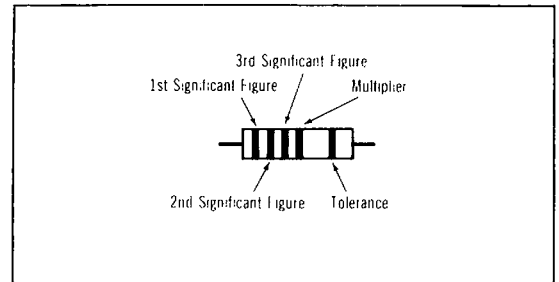 3rd Significant Figure
1st Significant Figure
Multiplier
2nd Significant Figure
Tolerance